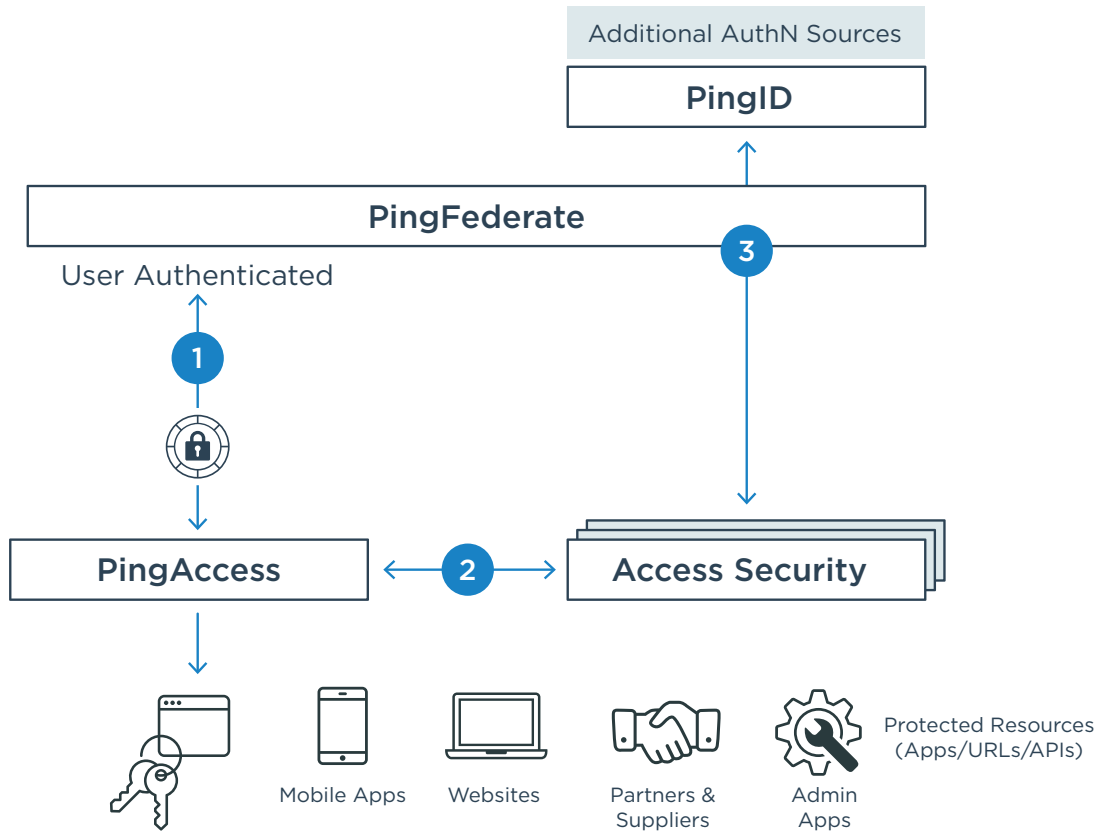 Additional AuthN Sources
PingID
PingFederate
3
User Authenticated
1
PingAccess
2
Access Security
Mobile Apps
Websites
Partners &
Suppliers
Admin
Apps
Protected Resources
(Apps/URLs/APIs)